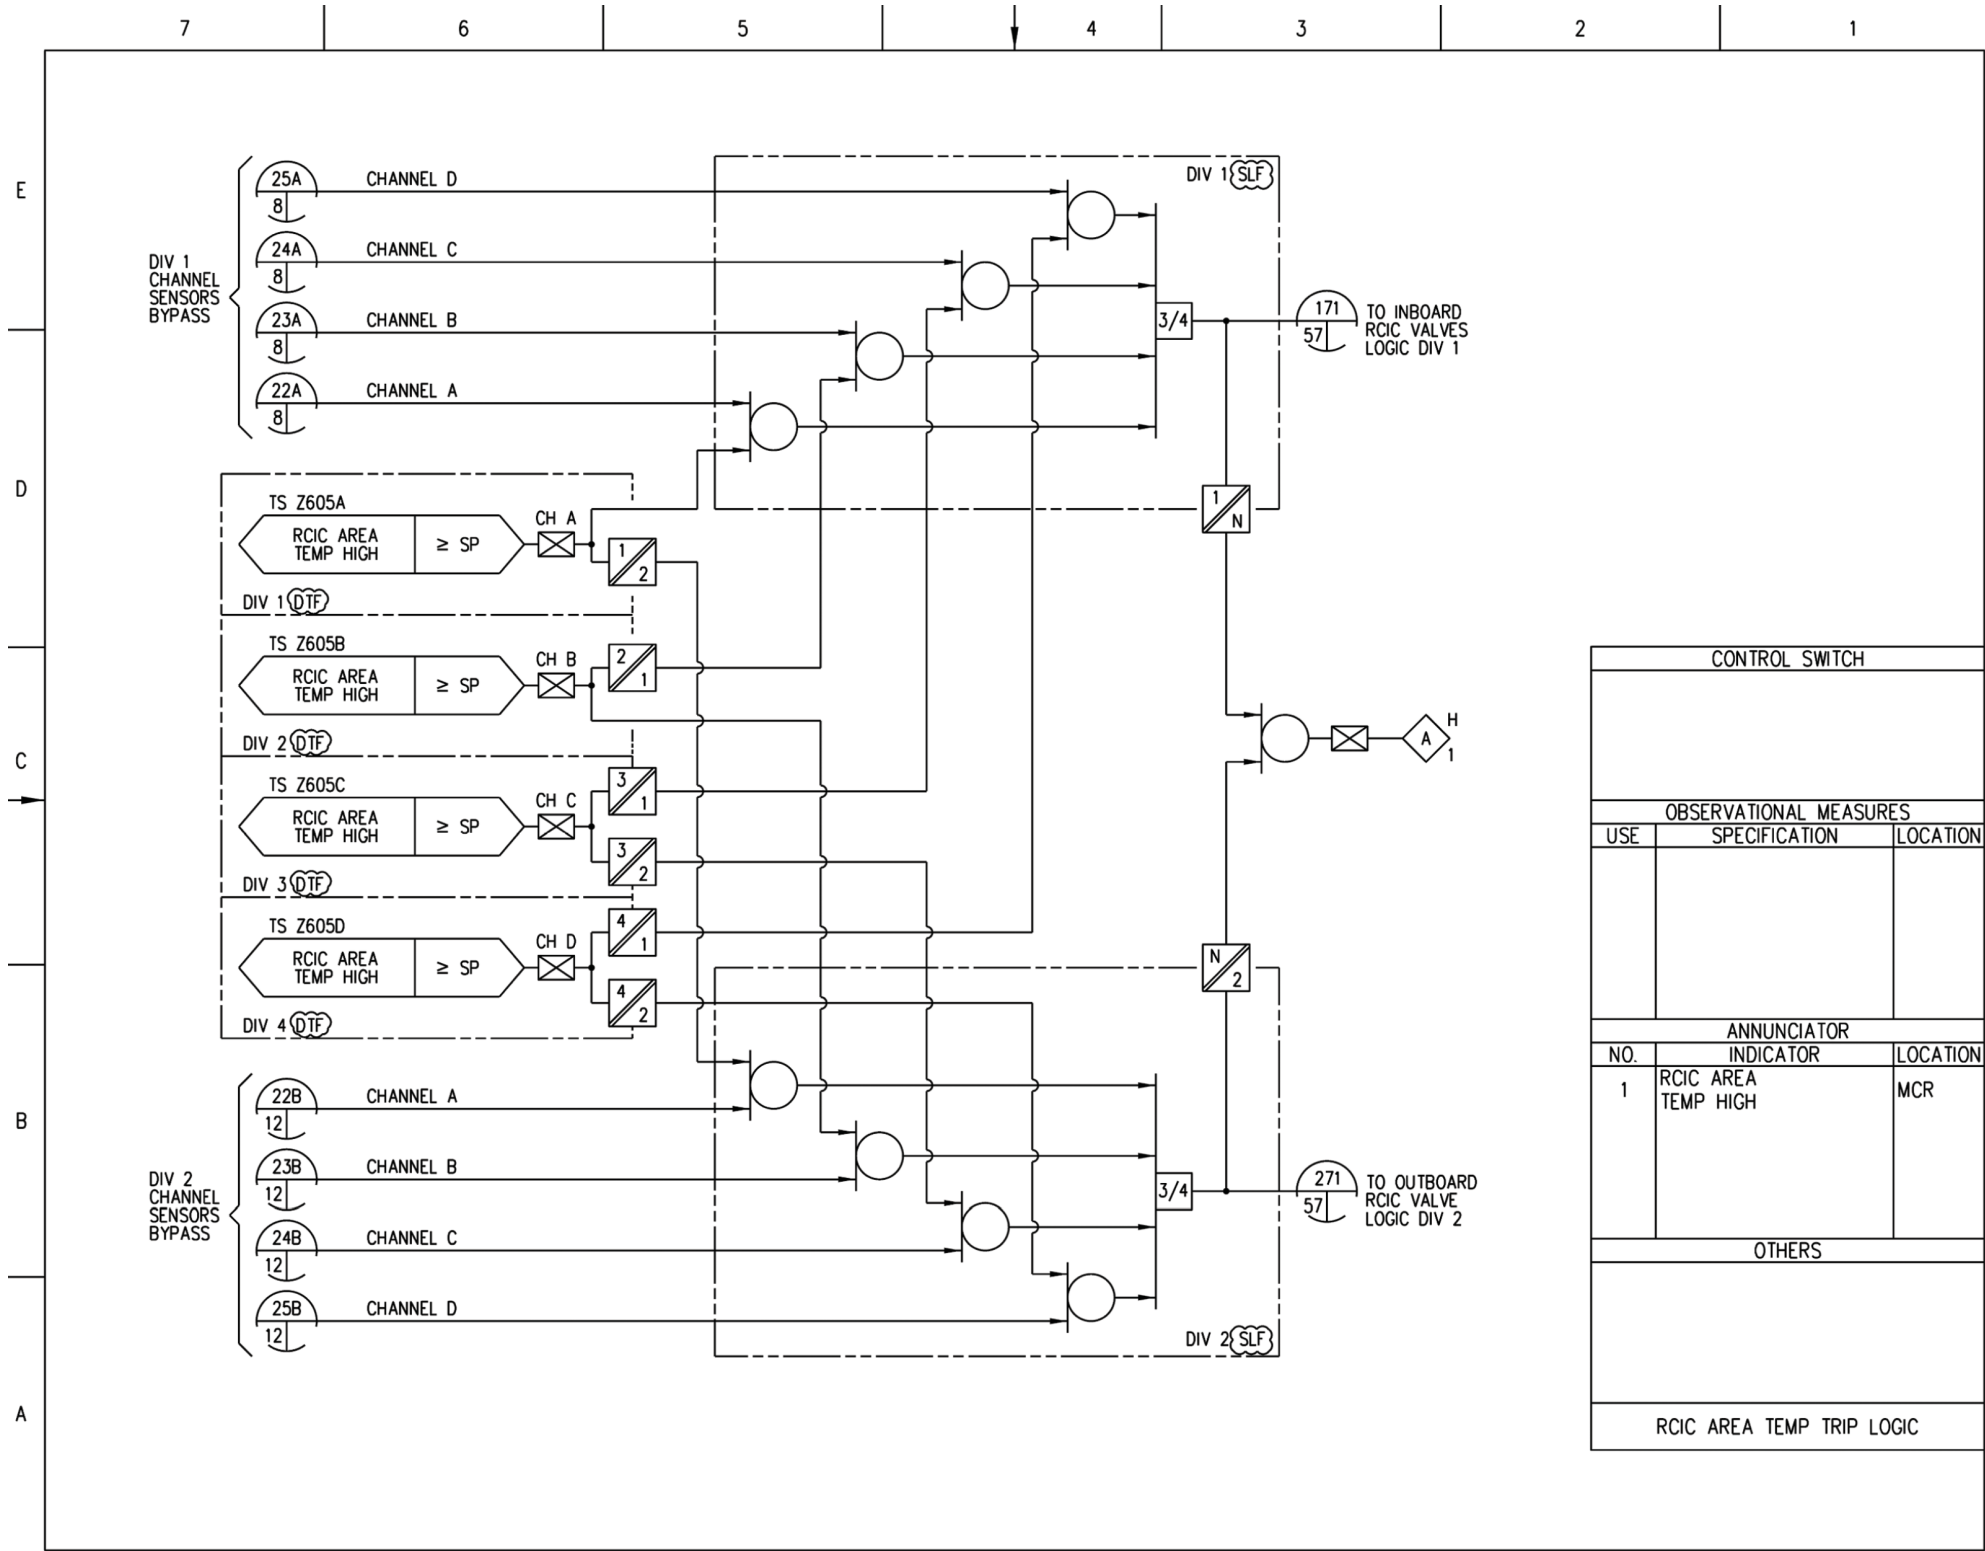 7 6 5 4 3 2 1
E
D
C
B
A
DIV 1
CHANNEL
SENSORS
BYPASS
25A
8
CHANNEL D
24A
8
CHANNEL C
23A
8
CHANNEL B
22A
8
CHANNEL A
DIV 1 SLF
3/4
171
57
TO INBOARD
RCIC VALVES
LOGIC DIV 1
1
N
TS Z605A
RCIC AREA
TEMP HIGH
≥ SP
CH A
1
2
DIV 1 DTF
TS Z605B
RCIC AREA
TEMP HIGH
≥ SP
CH B
2
1
DIV 2 DTF
TS Z605C
RCIC AREA
TEMP HIGH
≥ SP
CH C
3
1
3
2
DIV 3 DTF
TS Z605D
RCIC AREA
TEMP HIGH
≥ SP
CH D
4
1
4
2
DIV 4 DTF
A
H
1
N
2
DIV 2
CHANNEL
SENSORS
BYPASS
22B
12
CHANNEL A
23B
12
CHANNEL B
24B
12
CHANNEL C
25B
12
CHANNEL D
3/4
271
57
TO OUTBOARD
RCIC VALVE
LOGIC DIV 2
DIV 2 SLF
CONTROL SWITCH
OBSERVATIONAL MEASURES
USE SPECIFICATION LOCATION
ANNUNCIATOR
NO. INDICATOR LOCATION
1 RCIC AREA MCR
TEMP HIGH
OTHERS
RCIC AREA TEMP TRIP LOGIC